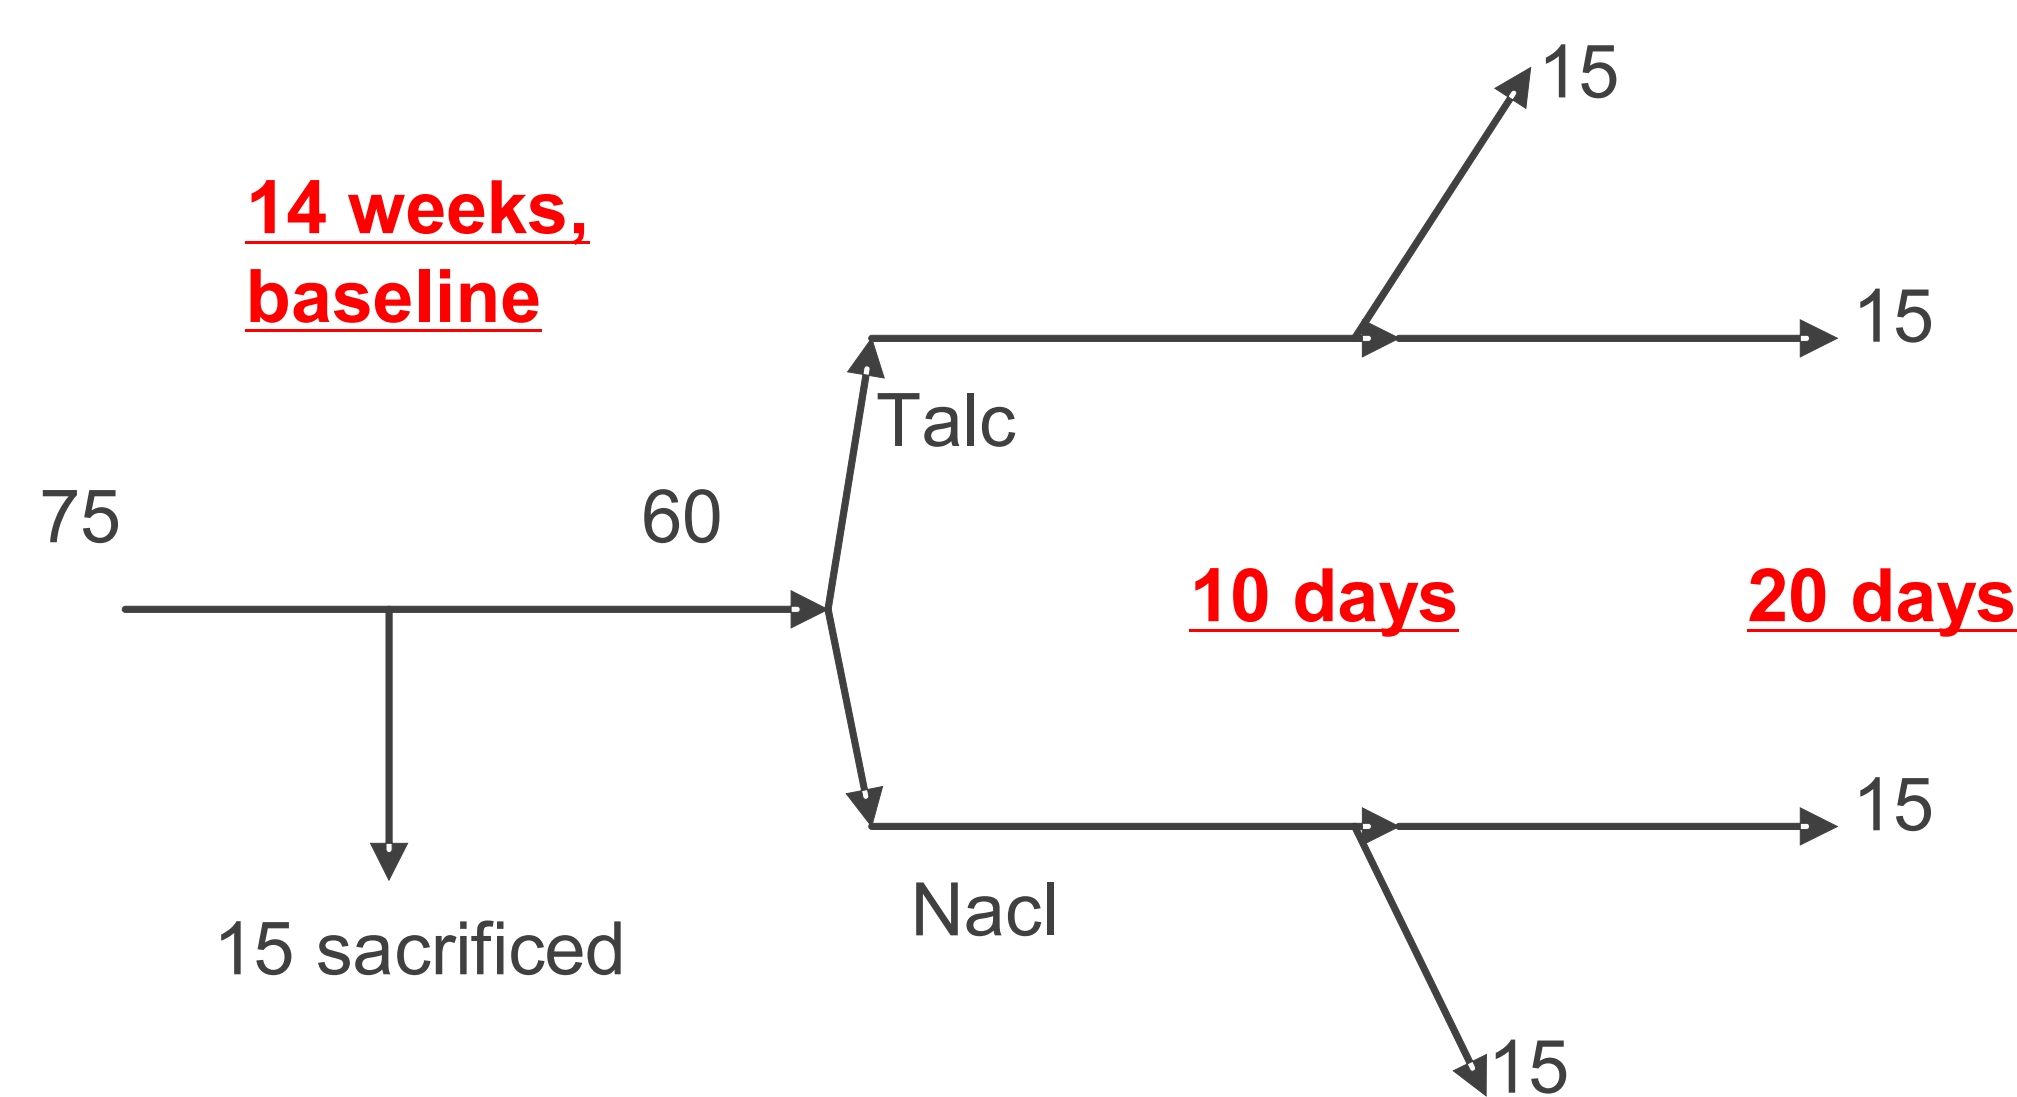 15
14 weeks,
baseline
15
Talc
75
60
10 days
20 days
15
Nacl
15 sacrificed
15